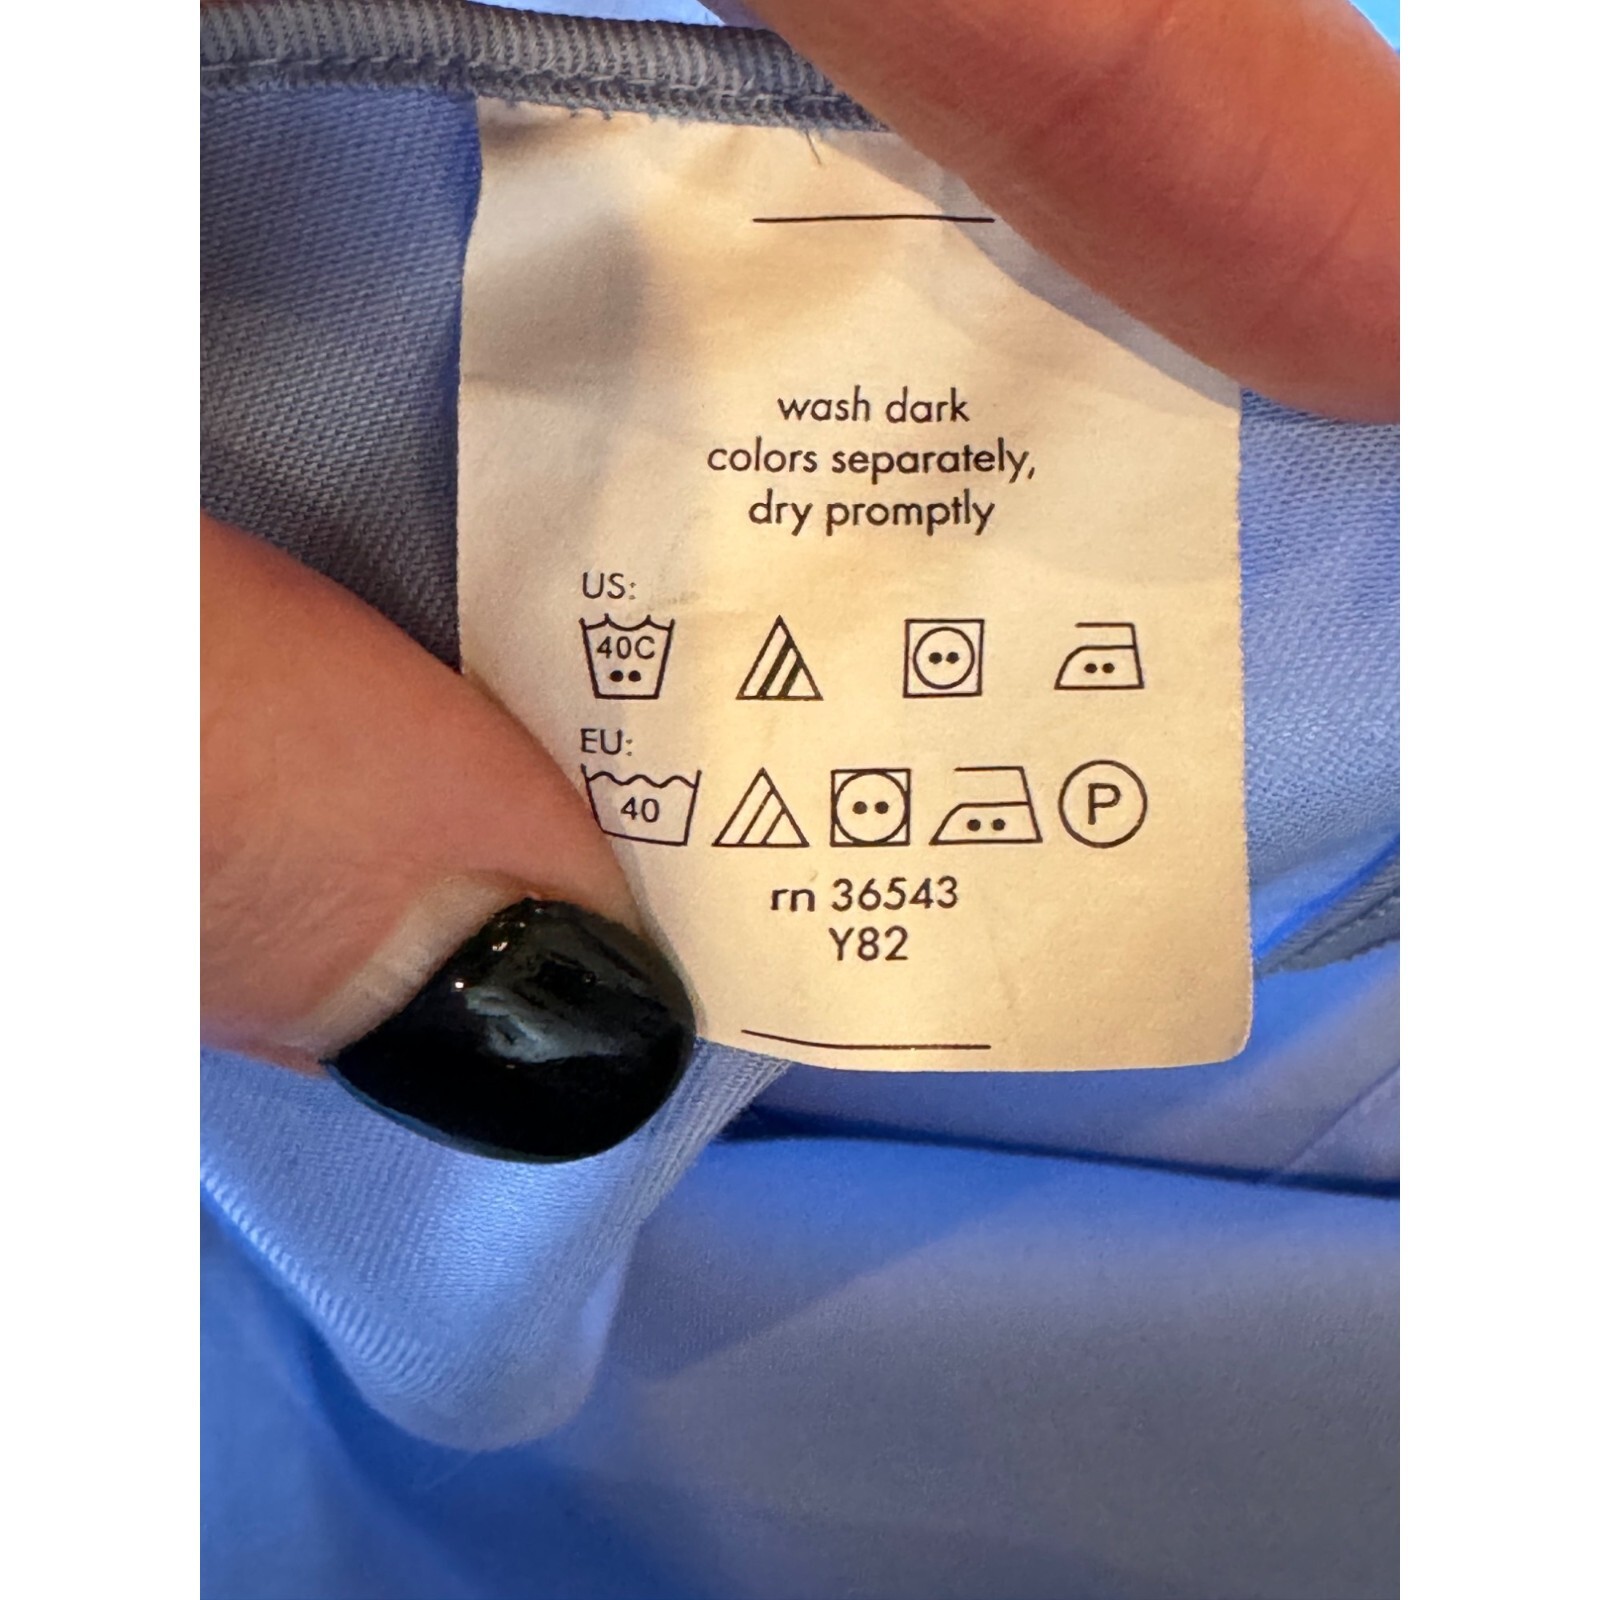 wash dark
colors separately,
dry promptly
US:
40C
EU:
40
P
rn 36543
Y82